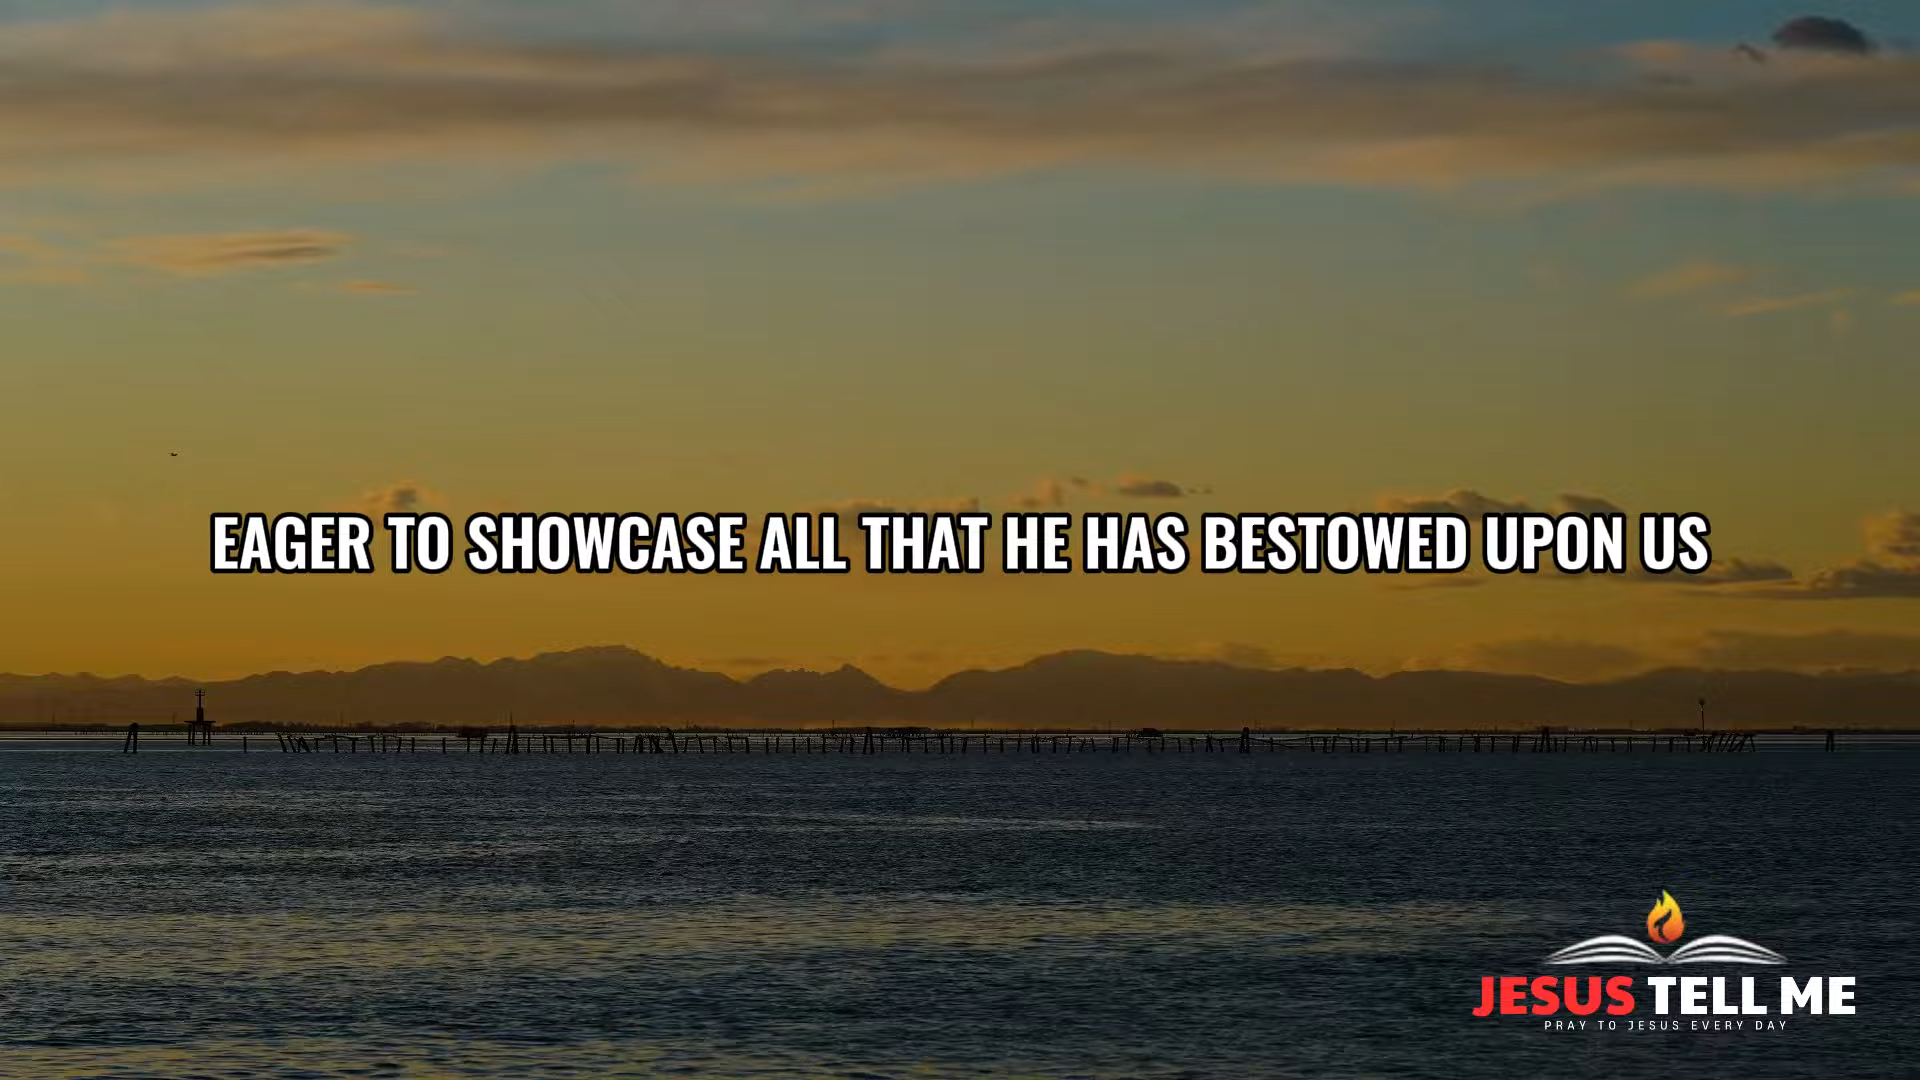 EAGER TO SHOWCASE ALL THAT HE HAS BESTOWED UPON US
JESUS TELL ME
PRAY TO JESUS EVERY DAY